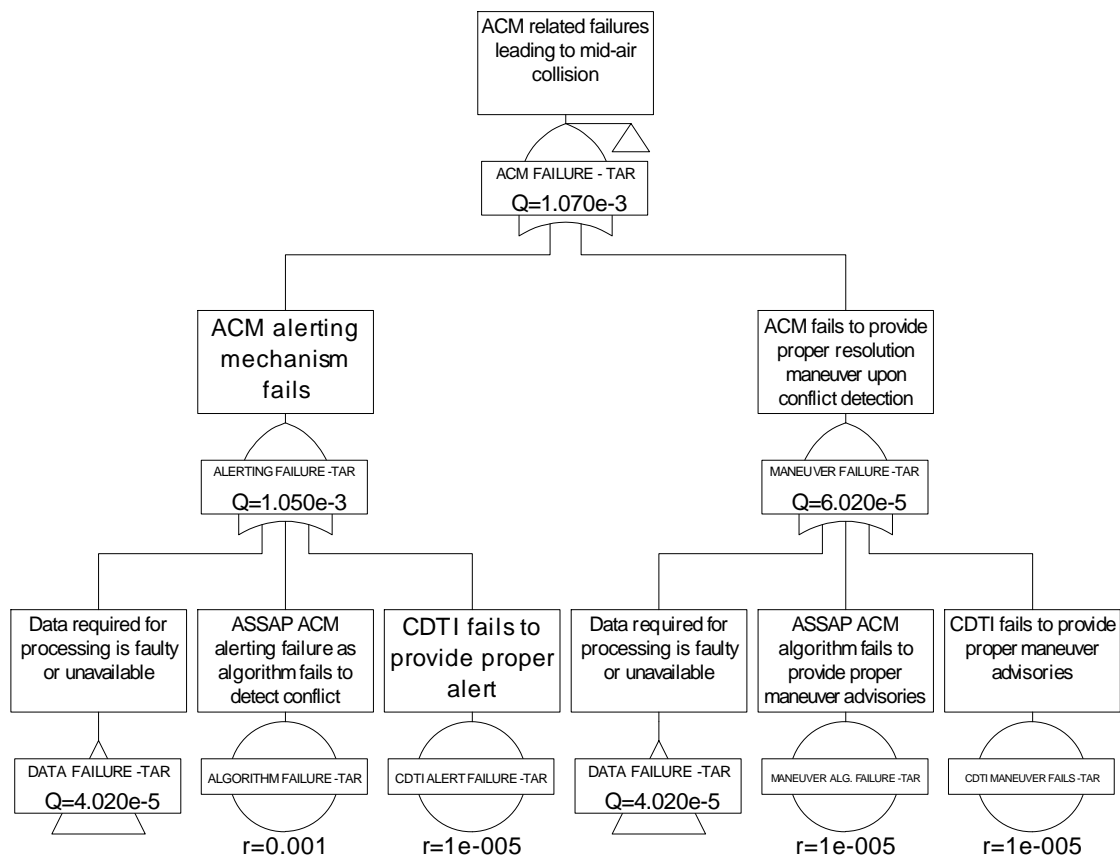 ACM related failures
leading to mid-air
collision
ACM FAILURE - TAR
Q=1.070e-3
ACM alerting
mechanism
fails
ALERTING FAILURE -TAR
Q=1.050e-3
ACM fails to provide
proper resolution
maneuver upon
conflict detection
MANEUVER FAILURE -TAR
Q=6.020e-5
Data required for
processing is faulty
or unavailable
DATA FAILURE -TAR
Q=4.020e-5
ASSAP ACM
alerting failure as
algorithm fails to
detect conflict
ALGORITHM FAILURE -TAR
r=0.001
CDTI fails to
provide proper
alert
CDTI ALERT FAILURE -TAR
r=1e-005
Data required for
processing is faulty
or unavailable
DATA FAILURE -TAR
Q=4.020e-5
ASSAP ACM
algorithm fails to
provide proper
maneuver advisories
MANEUVER ALG. FAILURE -TAR
r=1e-005
CDTI fails to provide
proper maneuver
advisories
CDTI MANEUVER FAILS -TAR
r=1e-005